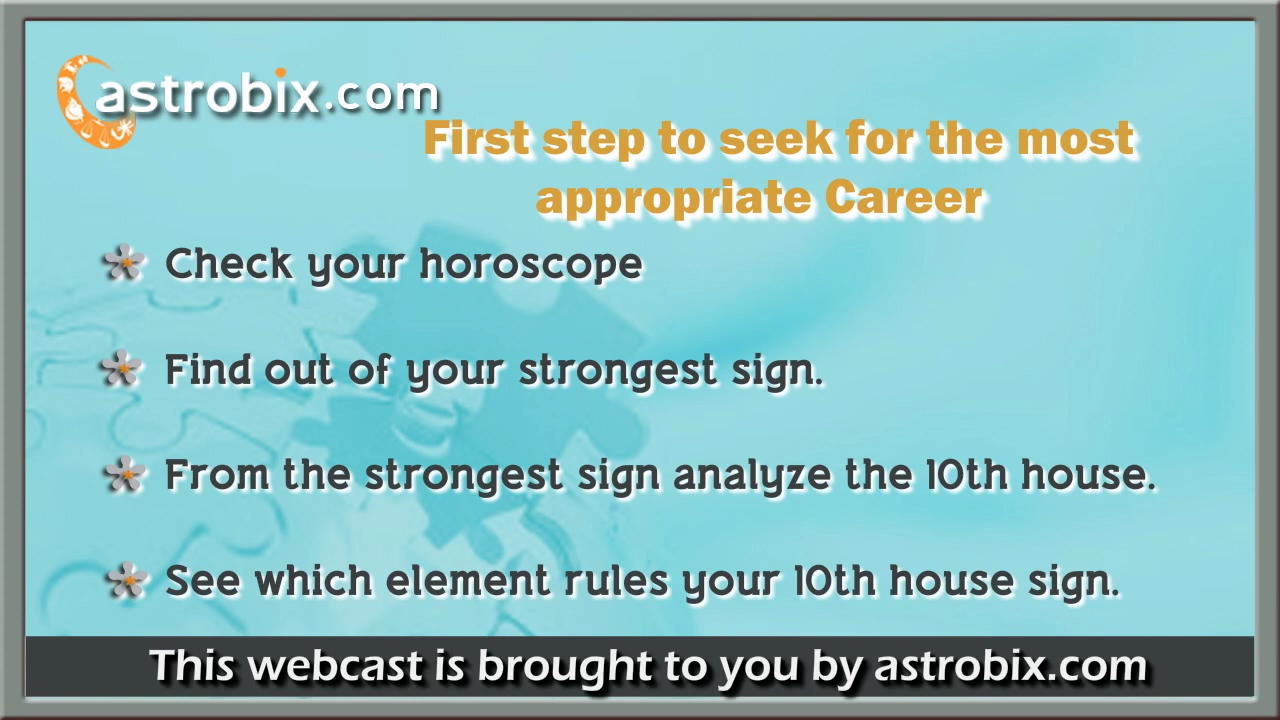 astrobix.com
First step to seek for the most
appropriate Career
Check your horoscope
Find out of your strongest sign.
From the strongest sign analyze the 10th house.
See which element rules your 10th house sign.
This webcast is brought to you by astrobix.com